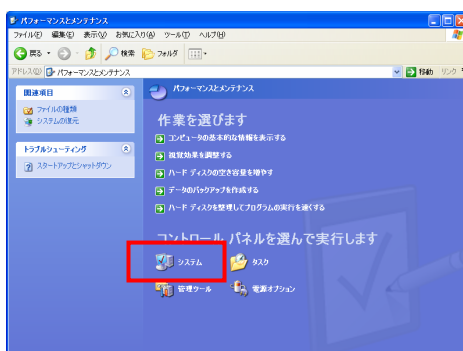 パフォーマンスとメンテナンス
ファイル(F) 編集(E) 表示(V) お気に入り(A) ツール(T) ヘルプ(H)
戻る 検索 フォルダ
アドレス(D) パフォーマンスとメンテナンス 移動 リンク
関連項目
ファイルの種類
システムの復元
トラブルシューティング
スタートアップとシャットダウン
パフォーマンスとメンテナンス
作業を選びます
コンピュータの基本的な情報を表示する
視覚効果を調整する
ハード ディスクの空き容量を増やす
データのバックアップを作成する
ハード ディスクを整理してプログラムの実行を速くする
コントロール パネルを選んで実行します
システム タスク
管理ツール 電源オプション